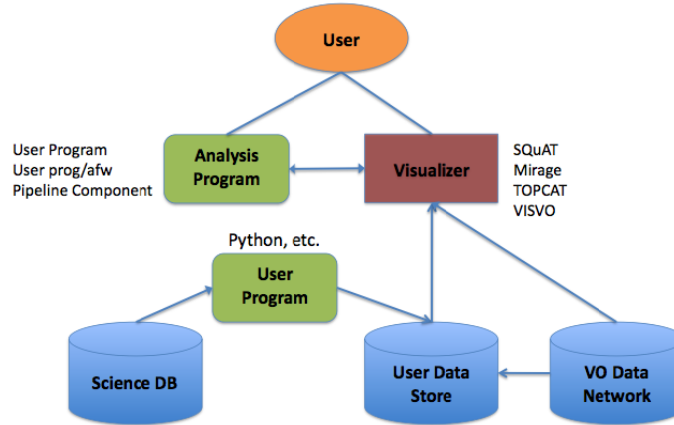 User
User Program
User prog/afw
Pipeline Component
Analysis
Program
Visualizer
SQuAT
Mirage
TOPCAT
VISVO
Python, etc.
User
Program
Science DB
User Data
Store
VO Data
Network